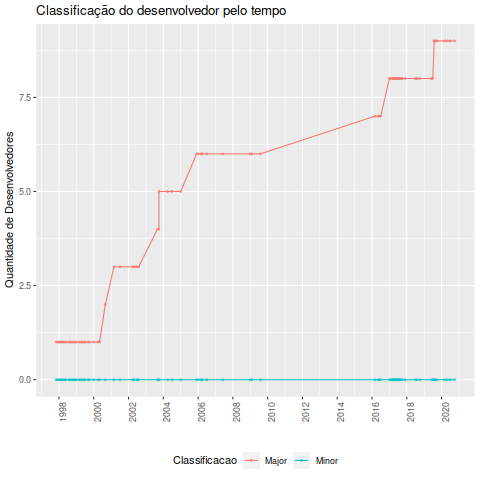 Classificação do desenvolvedor pelo tempo
Quantidade de Desenvolvedores
7.5
5.0
2.5
0.0
1998 2000 2002 2004 2006 2008 2010 2012 2014 2016 2018 2020
Classificacao Major Minor